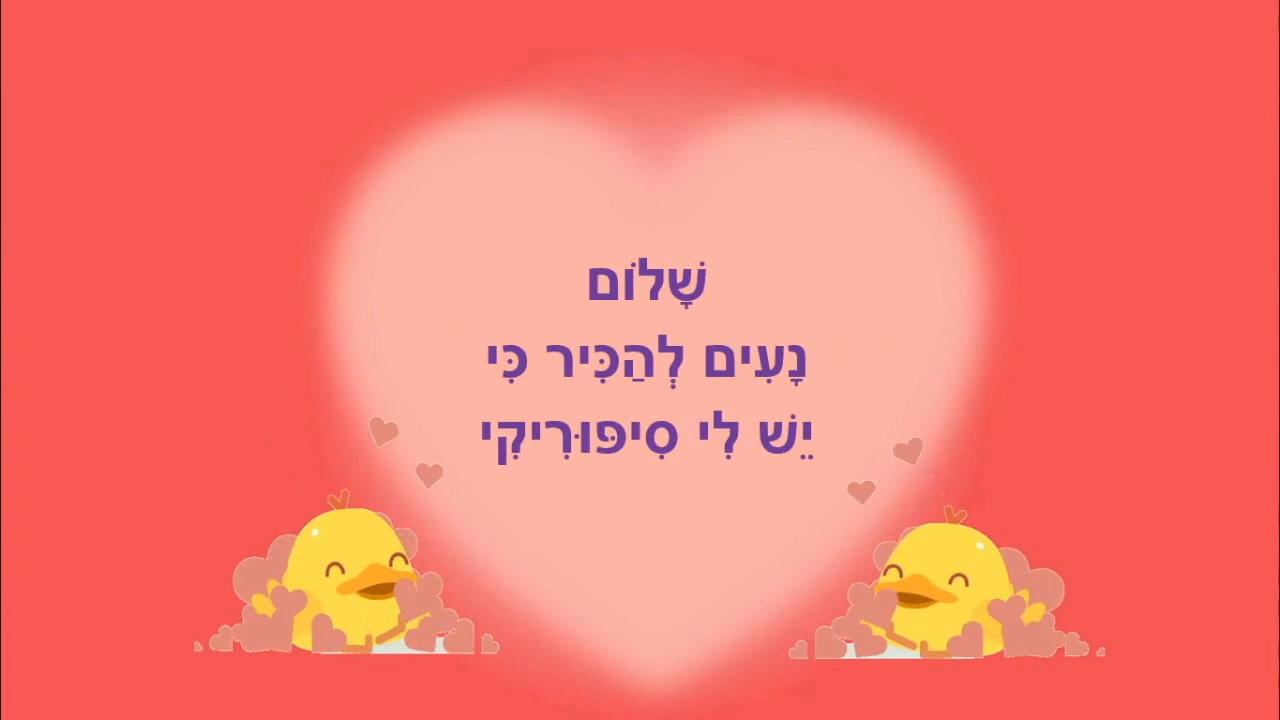 שָׁלוֹם
נָעִים לְהַכִּיר כִּי
יֵשׁ לִי סִיפּוּרִיקִי